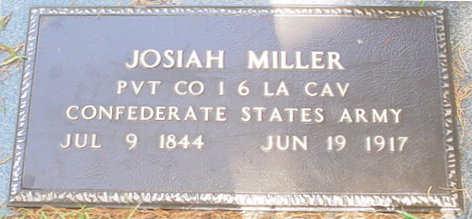 JOSIAH MILLER
PVT CO I 6 LA CAV
CONFEDERATE STATES ARMY
JUL 9 1844 JUN 19 1917